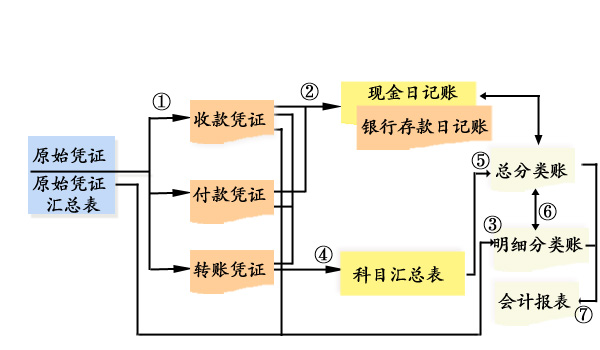 ①
②
现金日记账
收款凭证
银行存款日记账
原始凭证
原始凭证
汇总表
⑤
总分类账
付款凭证
⑥
③
明细分类账
④
转账凭证
科目汇总表
会计报表
⑦